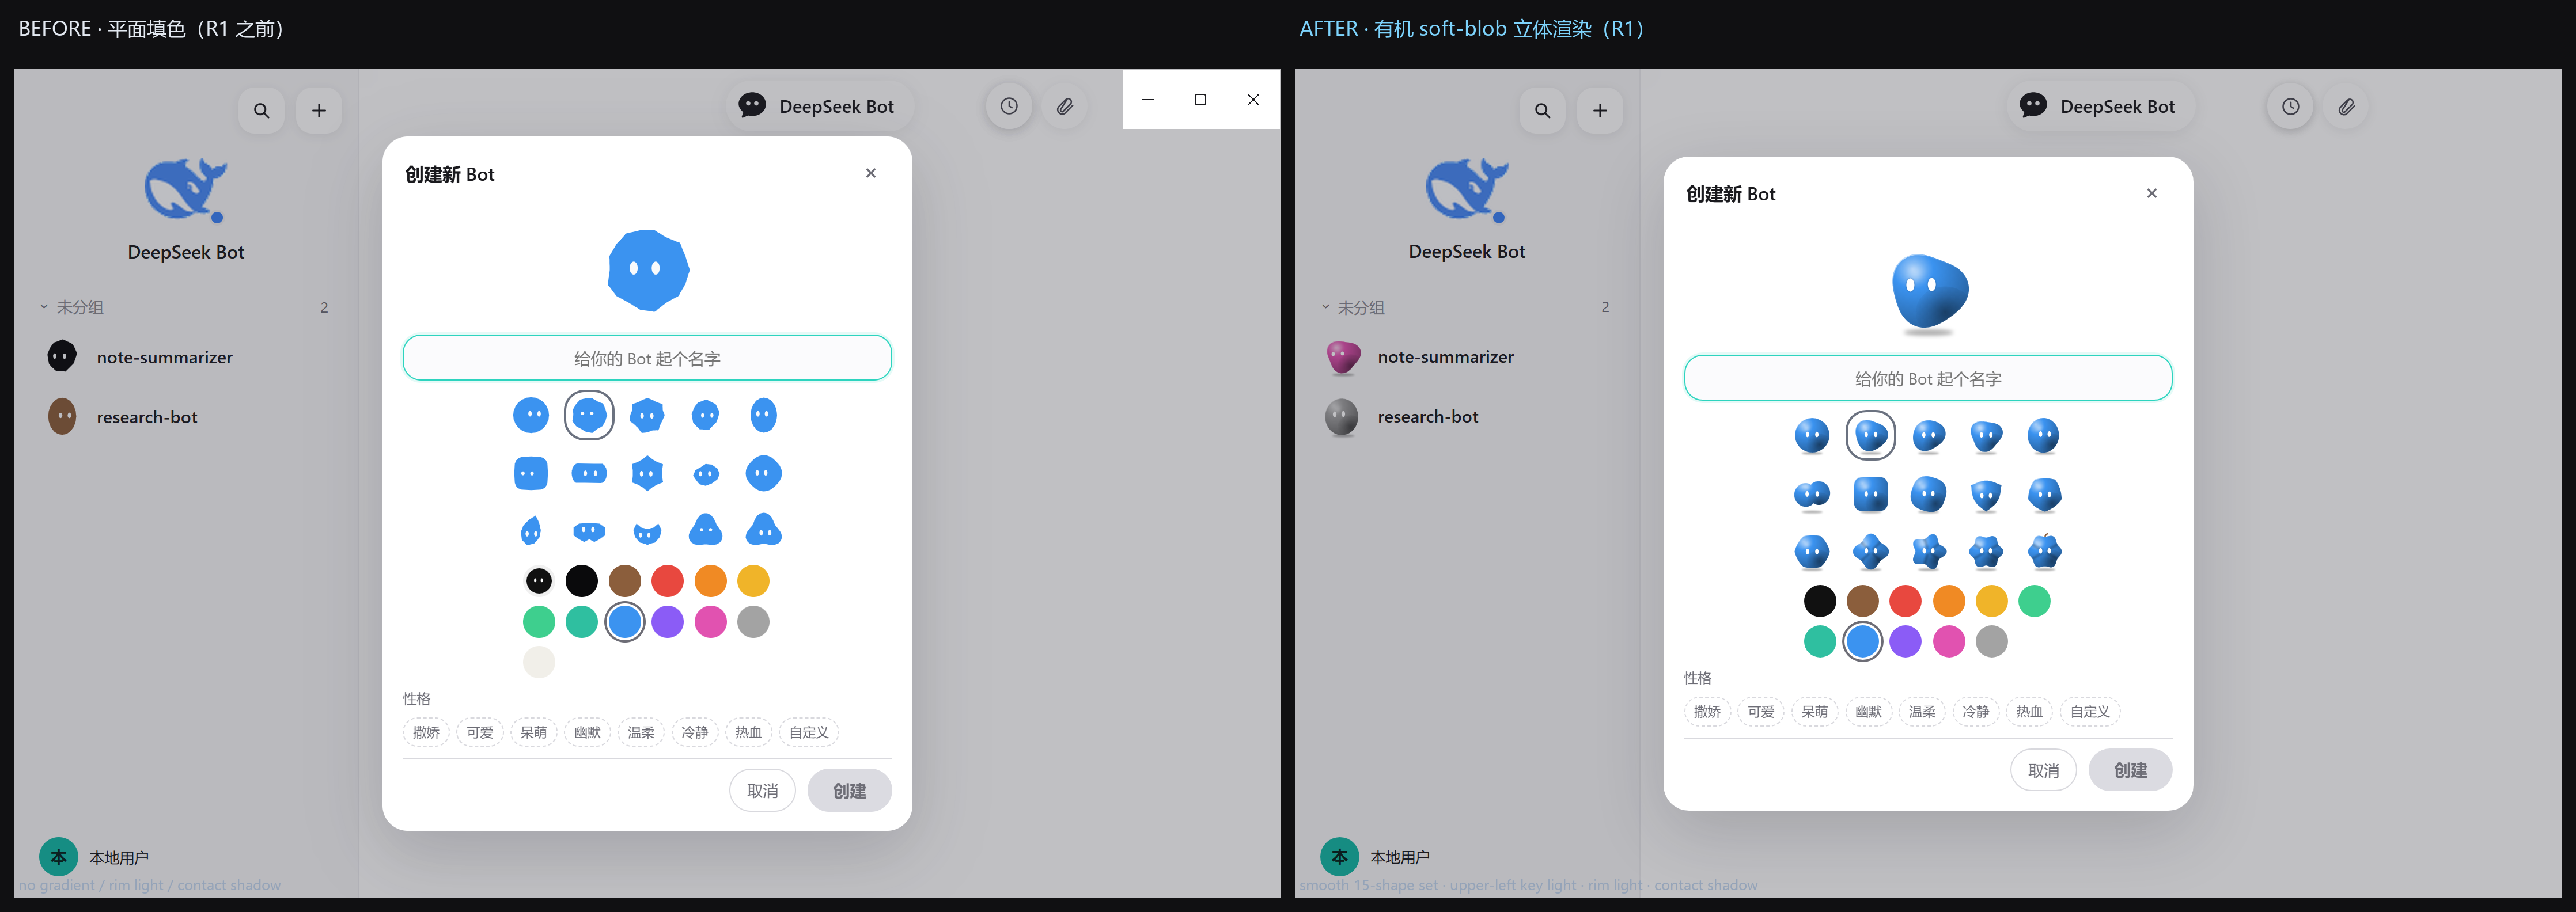 BEFORE · 平面填色（R1 之前）
DeepSeek Bot
DeepSeek Bot
未分组 2
note-summarizer
research-bot
创建新 Bot
给你的 Bot 起个名字
性格
撒娇 可爱 呆萌 幽默 温柔 冷静 热血 自定义
取消 创建
本 本地用户
no gradient / rim light / contact shadow
AFTER · 有机 soft-blob 立体渲染（R1）
DeepSeek Bot
DeepSeek Bot
未分组 2
note-summarizer
research-bot
创建新 Bot
给你的 Bot 起个名字
性格
撒娇 可爱 呆萌 幽默 温柔 冷静 热血 自定义
取消 创建
本 本地用户
smooth 15-shape set · upper-left key light · rim light · contact shadow